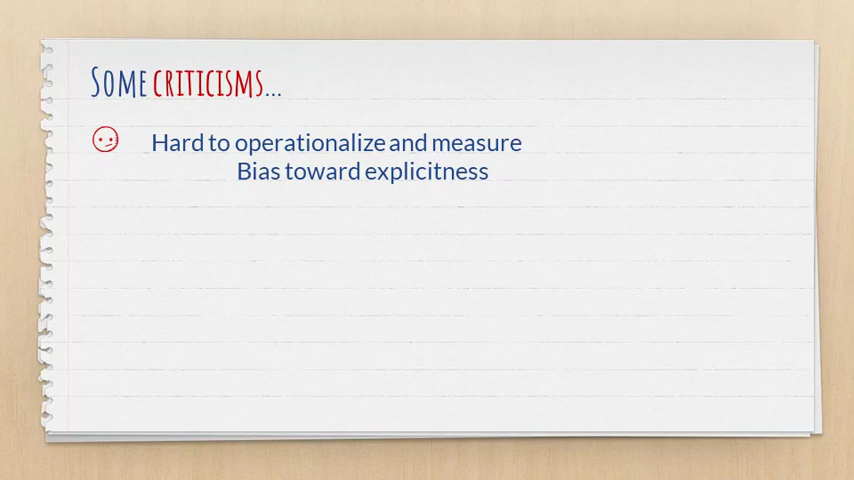 Some criticisms...
Hard to operationalize and measure
Bias toward explicitness